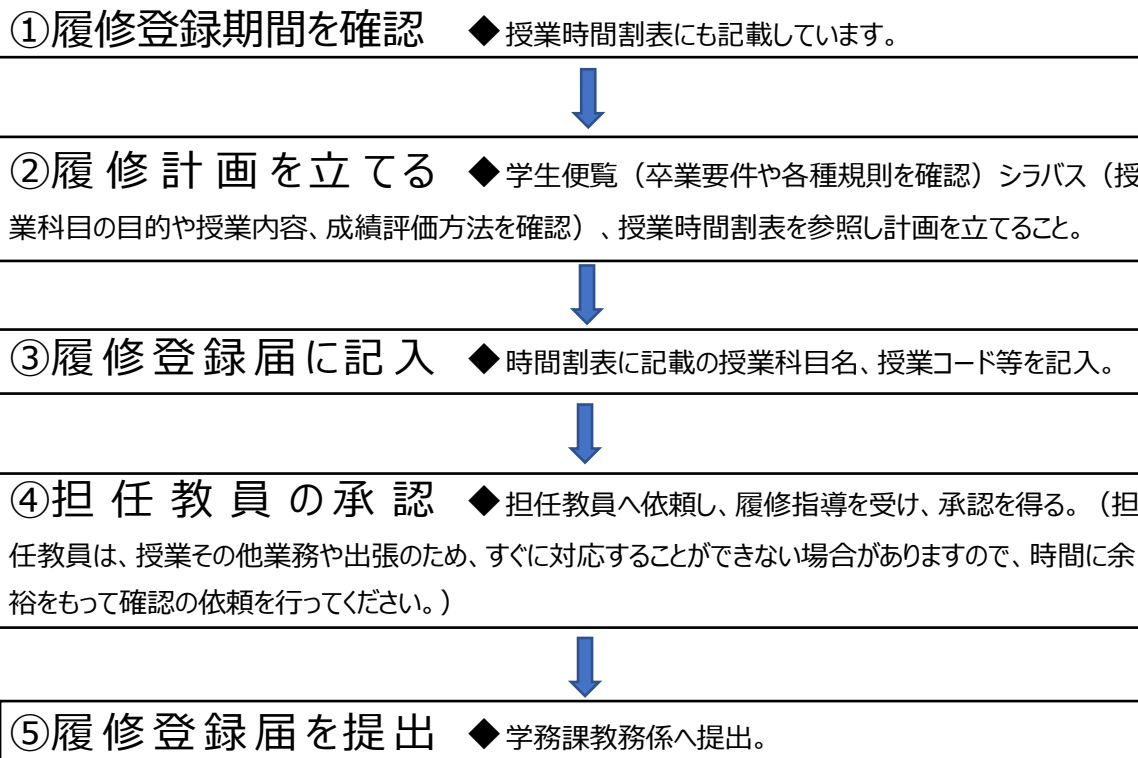 ①履修登録期間を確認 ◆授業時間割表にも記載しています。
②履修計画を立てる ◆学生便覧（卒業要件や各種規則を確認）シラバス（授
業科目の目的や授業内容、成績評価方法を確認）、授業時間割表を参照し計画を立てること。
③履修登録届に記入 ◆時間割表に記載の授業科目名、授業コード等を記入。
④担任教員の承認 ◆担任教員へ依頼し、履修指導を受け、承認を得る。（担
任教員は、授業その他業務や出張のため、すぐに対応することができない場合がありますので、時間に余
裕をもって確認の依頼を行ってください。）
⑤履修登録届を提出 ◆学務課教務係へ提出。